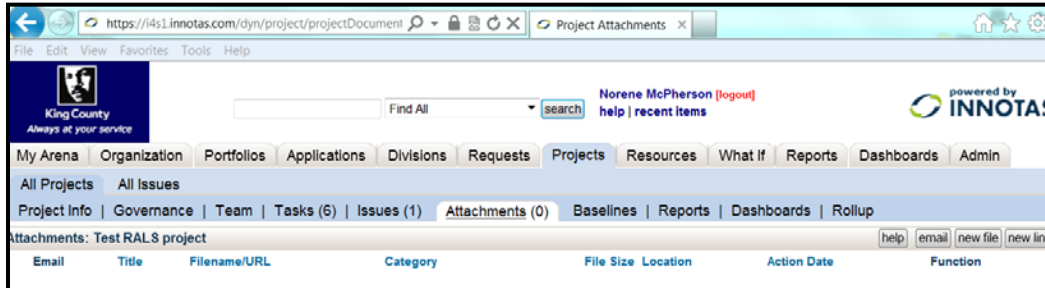 https://i4s1.innotas.com/dyn/project/projectDocument
Project Attachments
File Edit View Favorites Tools Help
King County
Always at your service
Find All
search
Norene McPherson [logout]
help | recent items
powered by
INNOTAS
My Arena Organization Portfolios Applications Divisions Requests Projects Resources What If Reports Dashboards Admin
All Projects All Issues
Project Info | Governance | Team | Tasks (6) | Issues (1) Attachments (0) Baselines | Reports | Dashboards | Rollup
Attachments: Test RALS project
help email new file new lin
Email Title Filename/URL Category File Size Location Action Date Function